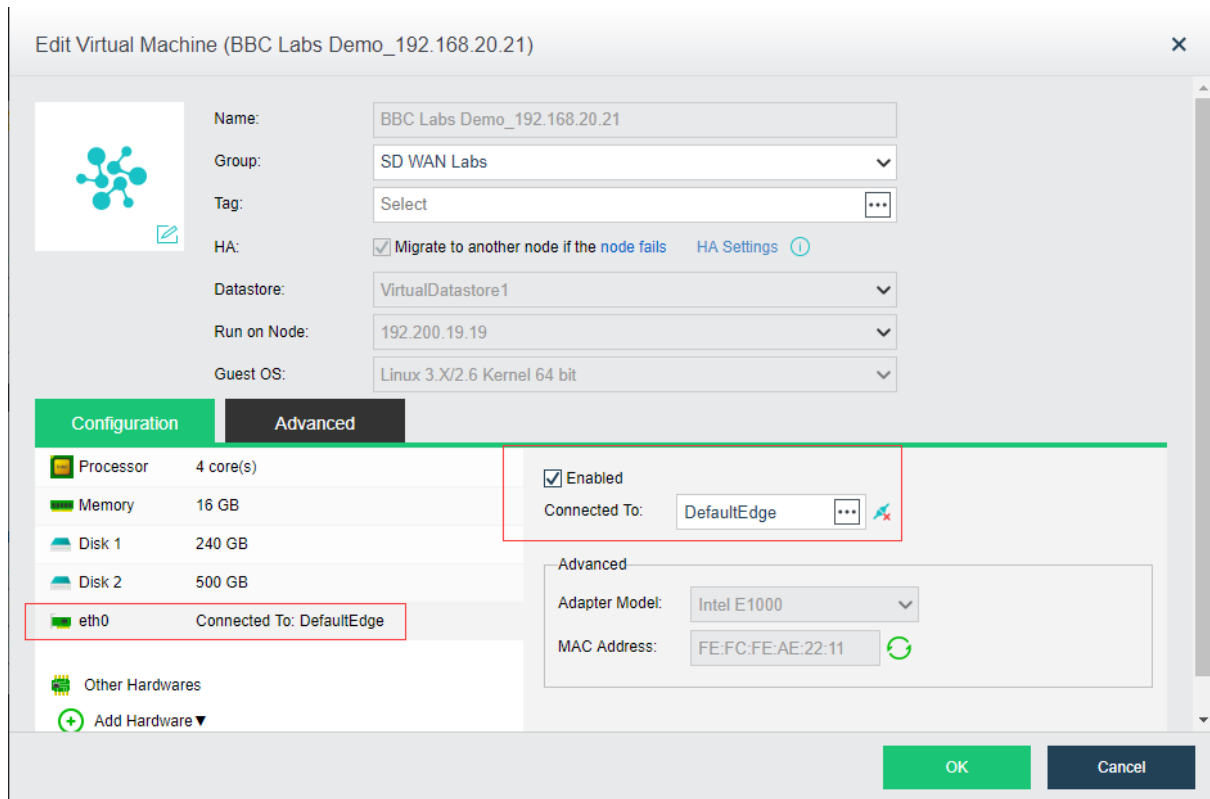 Edit Virtual Machine (BBC Labs Demo_192.168.20.21)
Name: BBC Labs Demo_192.168.20.21
Group: SD WAN Labs
Tag: Select
HA: Migrate to another node if the node fails HA Settings
Datastore: VirtualDatastore1
Run on Node: 192.200.19.19
Guest OS: Linux 3.X/2.6 Kernel 64 bit
Configuration Advanced
Processor 4 core(s)
Memory 16 GB
Disk 1 240 GB
Disk 2 500 GB
eth0 Connected To: DefaultEdge
Other Hardwares
Add Hardware
Enabled
Connected To: DefaultEdge
Advanced
Adapter Model: Intel E1000
MAC Address: FE:FC:FE:AE:22:11
OK Cancel